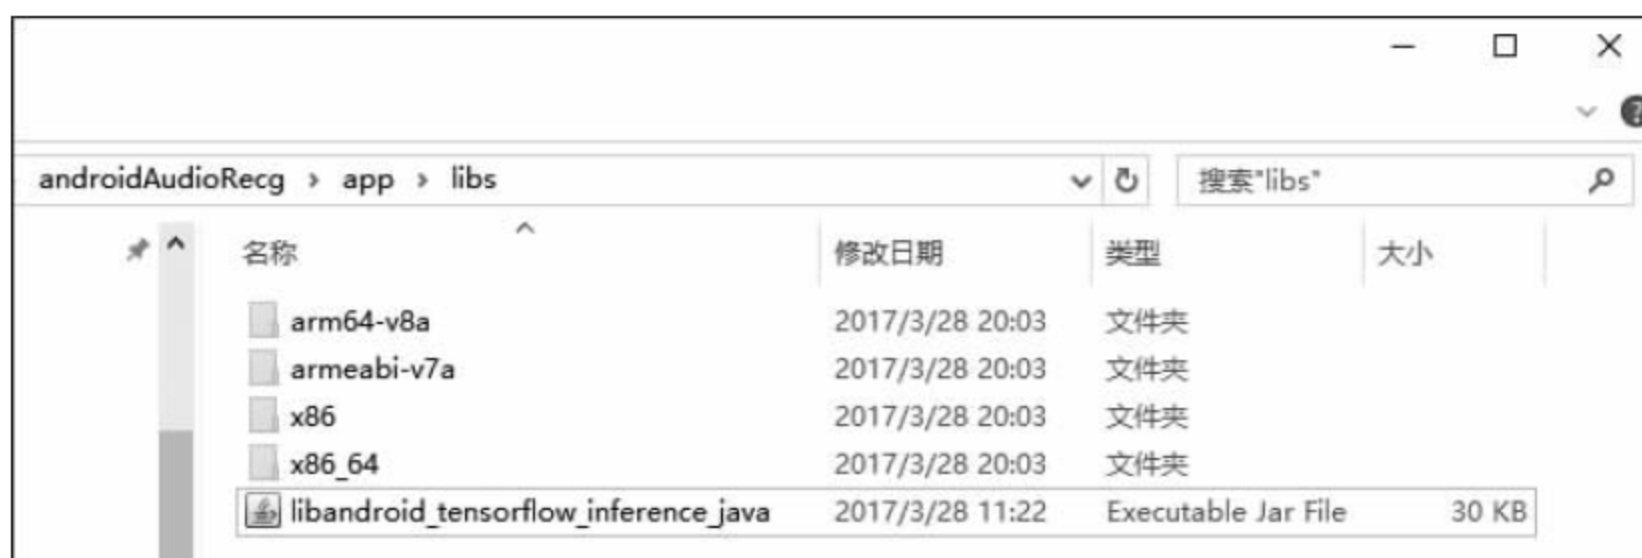 androidAudioRecg › app › libs 搜索"libs"
名称 修改日期 类型 大小
arm64-v8a 2017/3/28 20:03 文件夹
armeabi-v7a 2017/3/28 20:03 文件夹
x86 2017/3/28 20:03 文件夹
x86_64 2017/3/28 20:03 文件夹
libandroid_tensorflow_inference_java 2017/3/28 11:22 Executable Jar File 30 KB